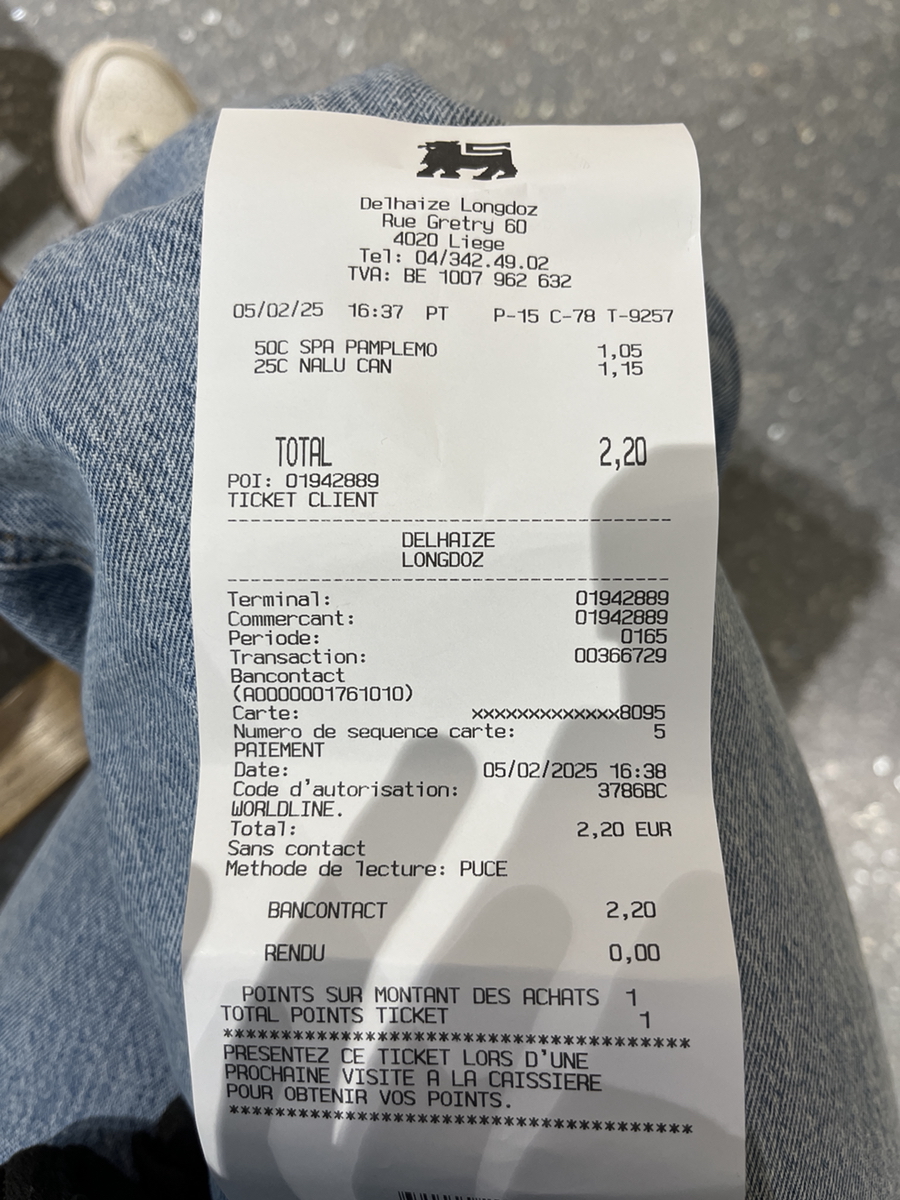 Delhaize Longdoz
Rue Gretry 60
4020 Liege
Tel: 04/342.49.02
TVA: BE 1007 962 632
05/02/25 16:37 PT P-15 C-78 T-9257
50C SPA PAMPLEMO 1,05
25C NALU CAN 1,15
TOTAL 2,20
POI: 01942889
TICKET CLIENT
--------------------------------------------
DELHAIZE
LONGDOZ
--------------------------------------------
Terminal: 01942889
Commercant: 01942889
Periode: 0165
Transaction: 00366729
Bancontact
(A0000001761010)
Carte: xxxxxxxxxxxxx8095
Numero de sequence carte: 5
PAIEMENT
Date: 05/02/2025 16:38
Code d'autorisation: 3786BC
WORLDLINE.
Total: 2,20 EUR
Sans contact
Methode de lecture: PUCE
BANCONTACT 2,20
RENDU 0,00
POINTS SUR MONTANT DES ACHATS 1
TOTAL POINTS TICKET 1
******************************************
PRESENTEZ CE TICKET LORS D'UNE
PROCHAINE VISITE A LA CAISSIERE
POUR OBTENIR VOS POINTS.
******************************************